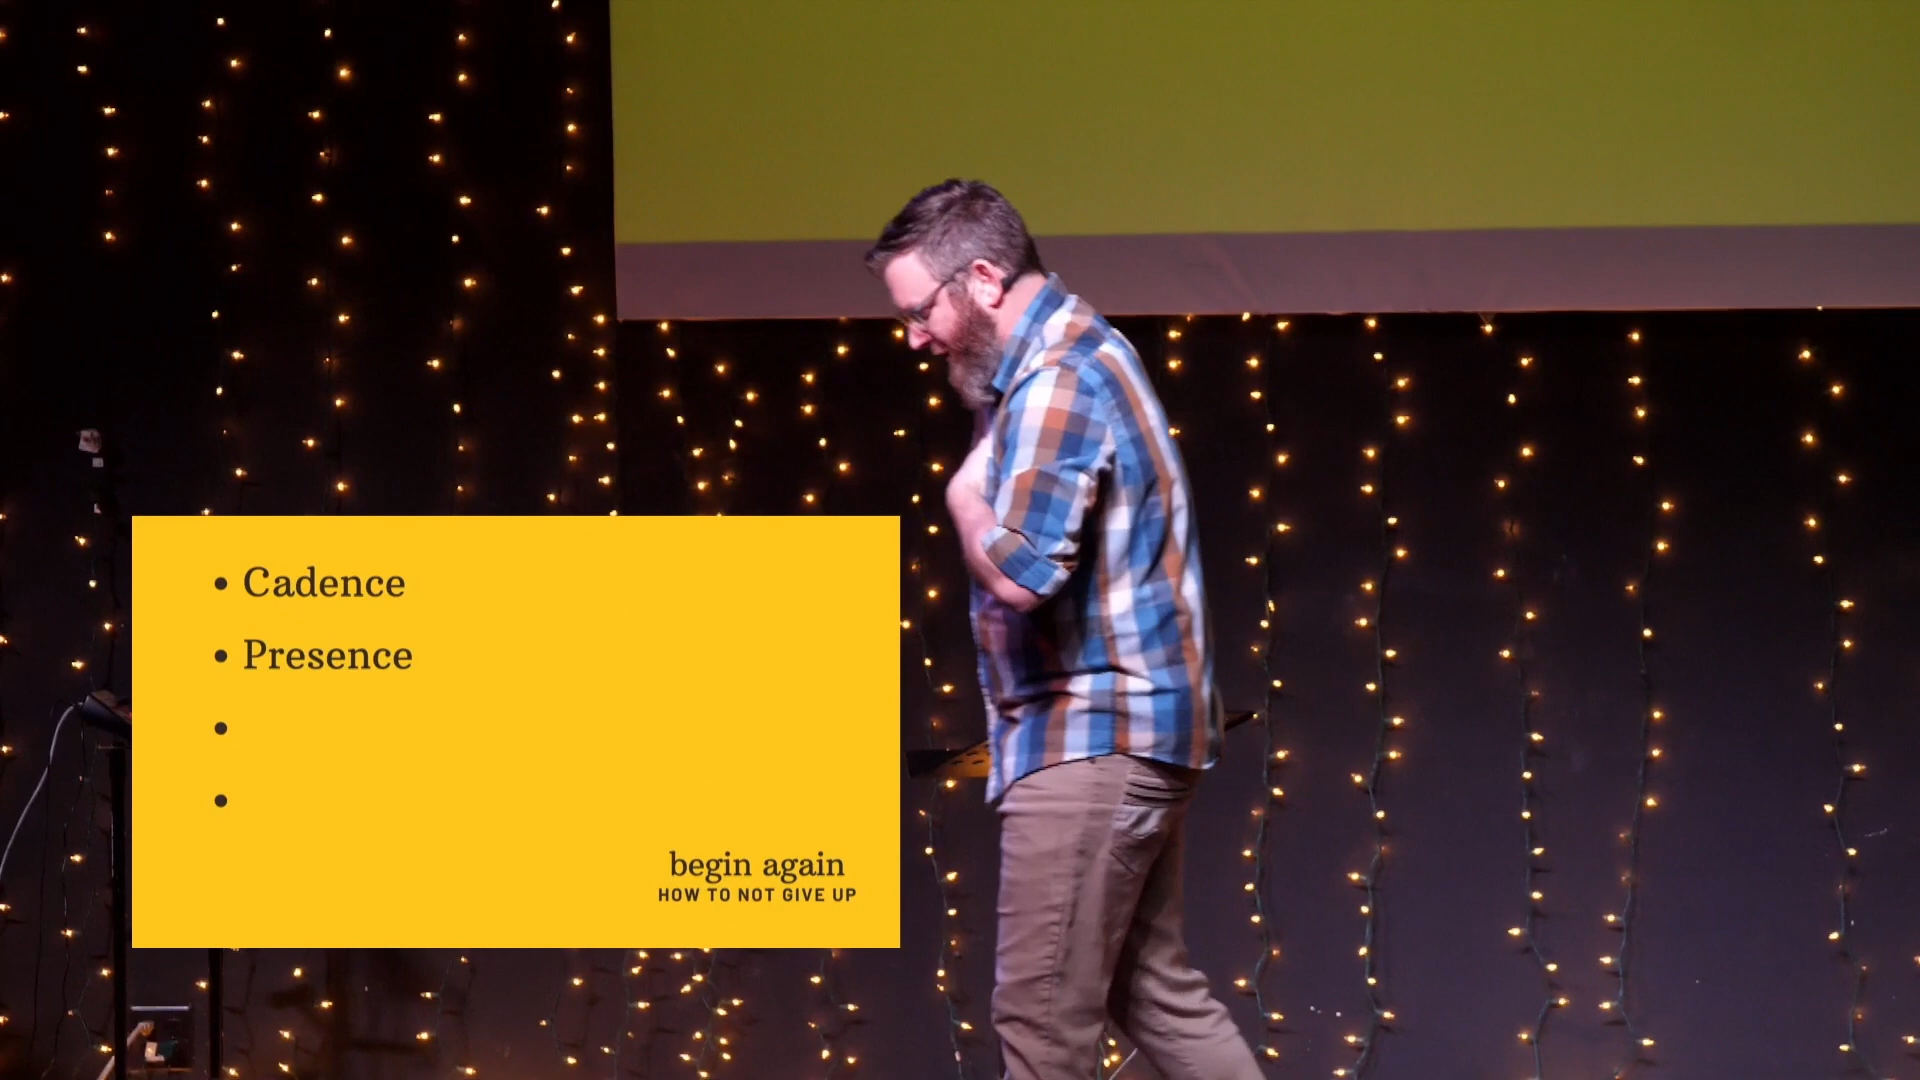 • Cadence
• Presence
•
•
begin again
HOW TO NOT GIVE UP